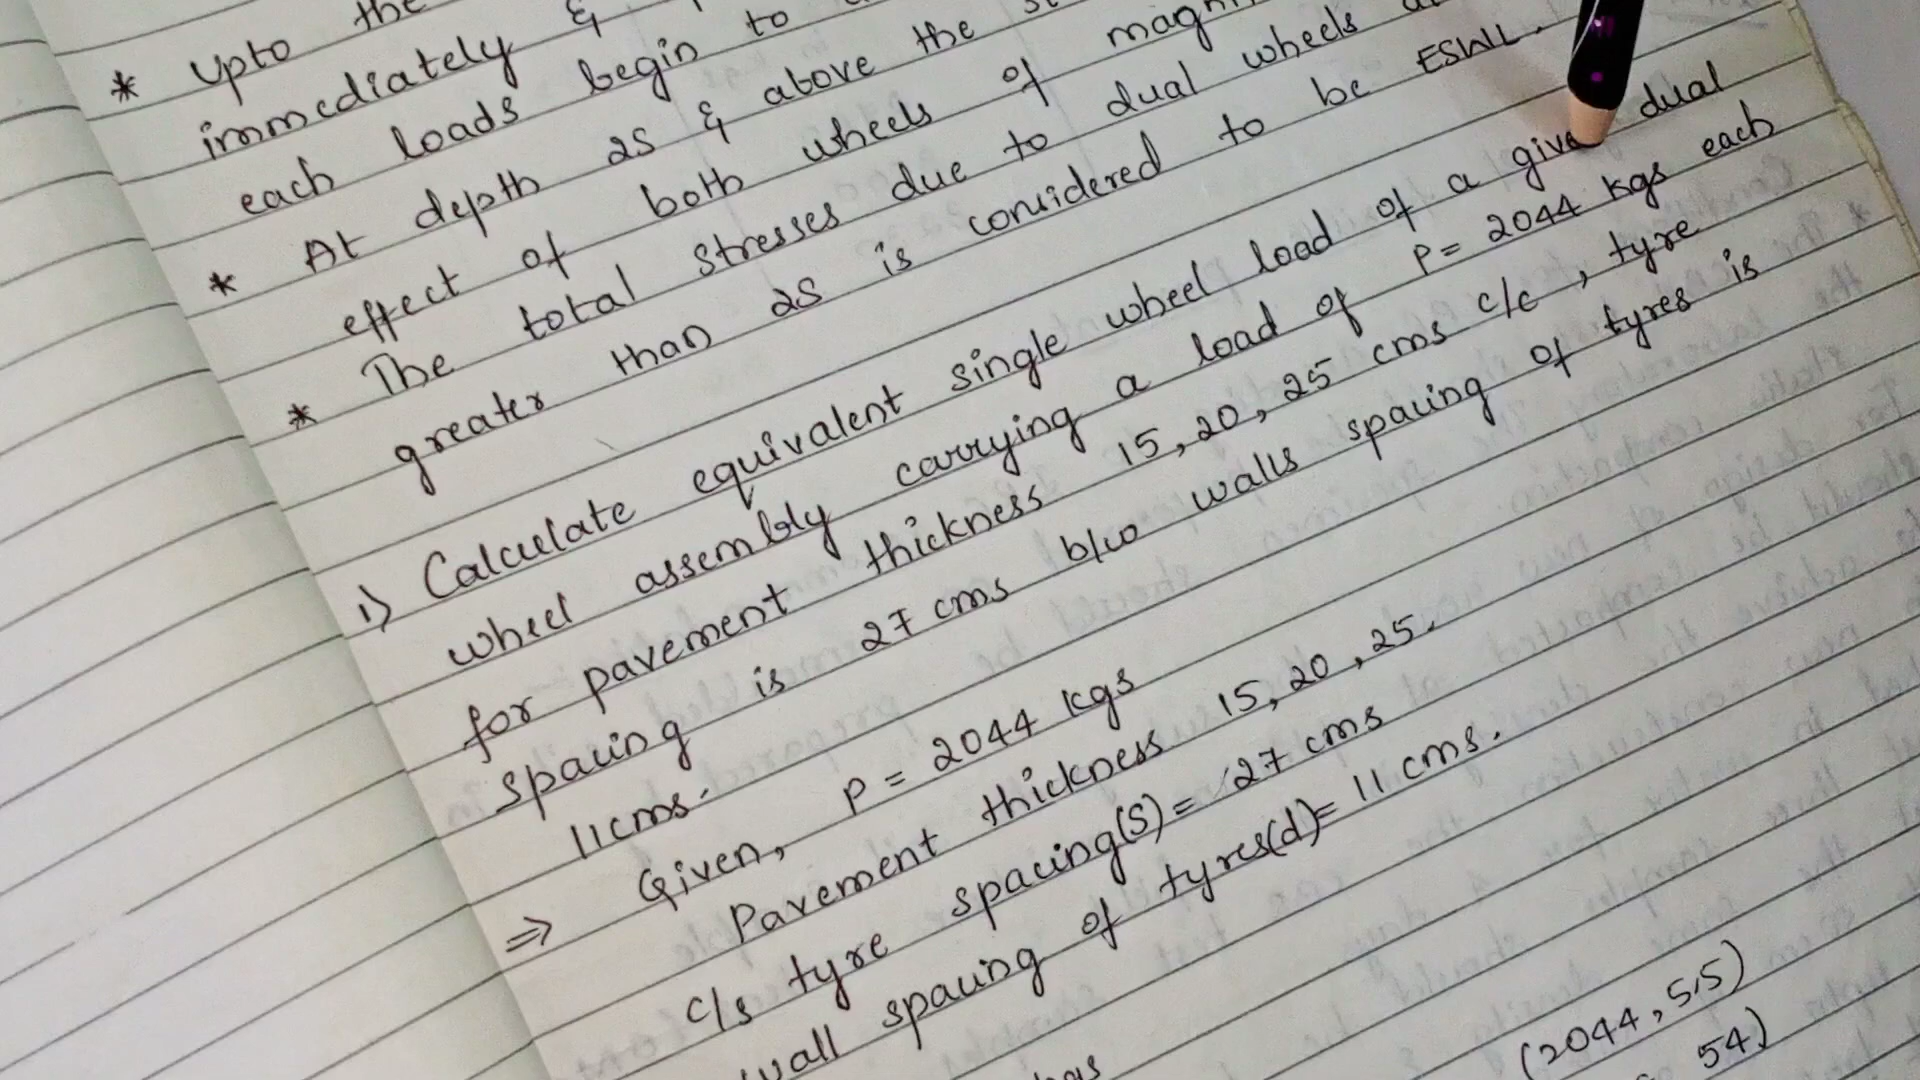 * Upto the
immediately &
each loads begin to
* At depth 2S & above the
effect of both wheels of magn
* The total stresses due to dual wheels
greater than 2S is considered to be ESWL.
1) Calculate equivalent single wheel load of a give dual
wheel assembly carrying a load of P= 2044 kgs each
for pavement thickness 15, 20, 25 cms c/c, tyre
spacing is 27 cms b/w walls spacing of tyres is
11cms.
=> Given, P = 2044 kgs
Pavement thickness 15, 20, 25.
c/s tyre spacing(S) = 27 cms
wall spacing of tyres(d)= 11 cms.
(2044, 5.5)
54)